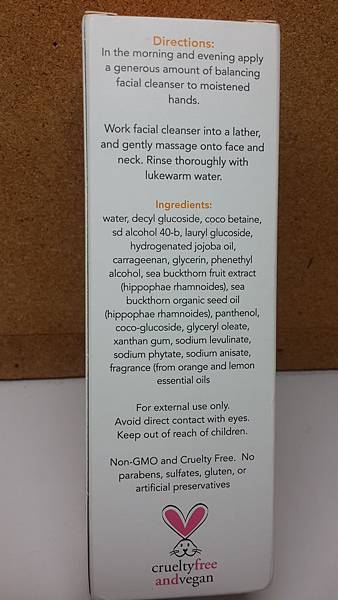 Directions:
In the morning and evening apply
a generous amount of balancing
facial cleanser to moistened
hands.
Work facial cleanser into a lather,
and gently massage onto face and
neck. Rinse thoroughly with
lukewarm water.
Ingredients:
water, decyl glucoside, coco betaine,
sd alcohol 40-b, lauryl glucoside,
hydrogenated jojoba oil,
carrageenan, glycerin, phenethyl
alcohol, sea buckthorn fruit extract
(hippophae rhamnoides), sea
buckthorn organic seed oil
(hippophae rhamnoides), panthenol,
coco-glucoside, glyceryl oleate,
xanthan gum, sodium levulinate,
sodium phytate, sodium anisate,
fragrance (from orange and lemon
essential oils
For external use only.
Avoid direct contact with eyes.
Keep out of reach of children.
Non-GMO and Cruelty Free. No
parabens, sulfates, gluten, or
artificial preservatives
crueltyfree
andvegan